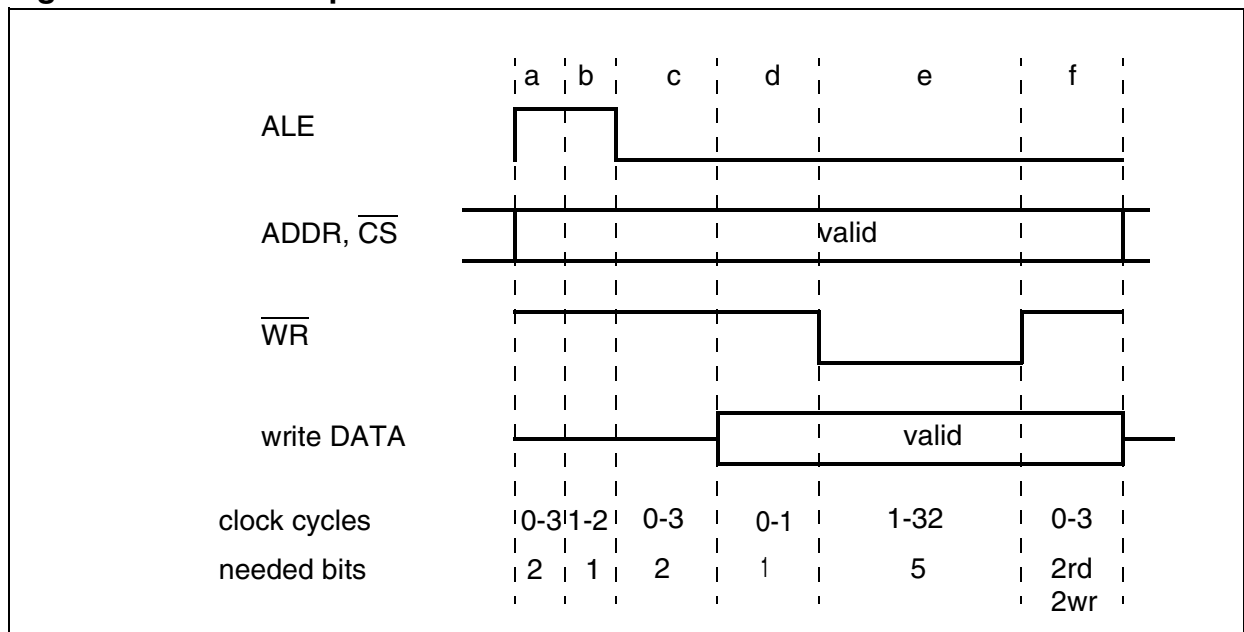 a b c d e f
ALE
ADDR, CS valid
WR
write DATA valid
clock cycles 0-3 1-2 0-3 0-1 1-32 0-3
needed bits 2 1 2 1 5 2rd
2wr